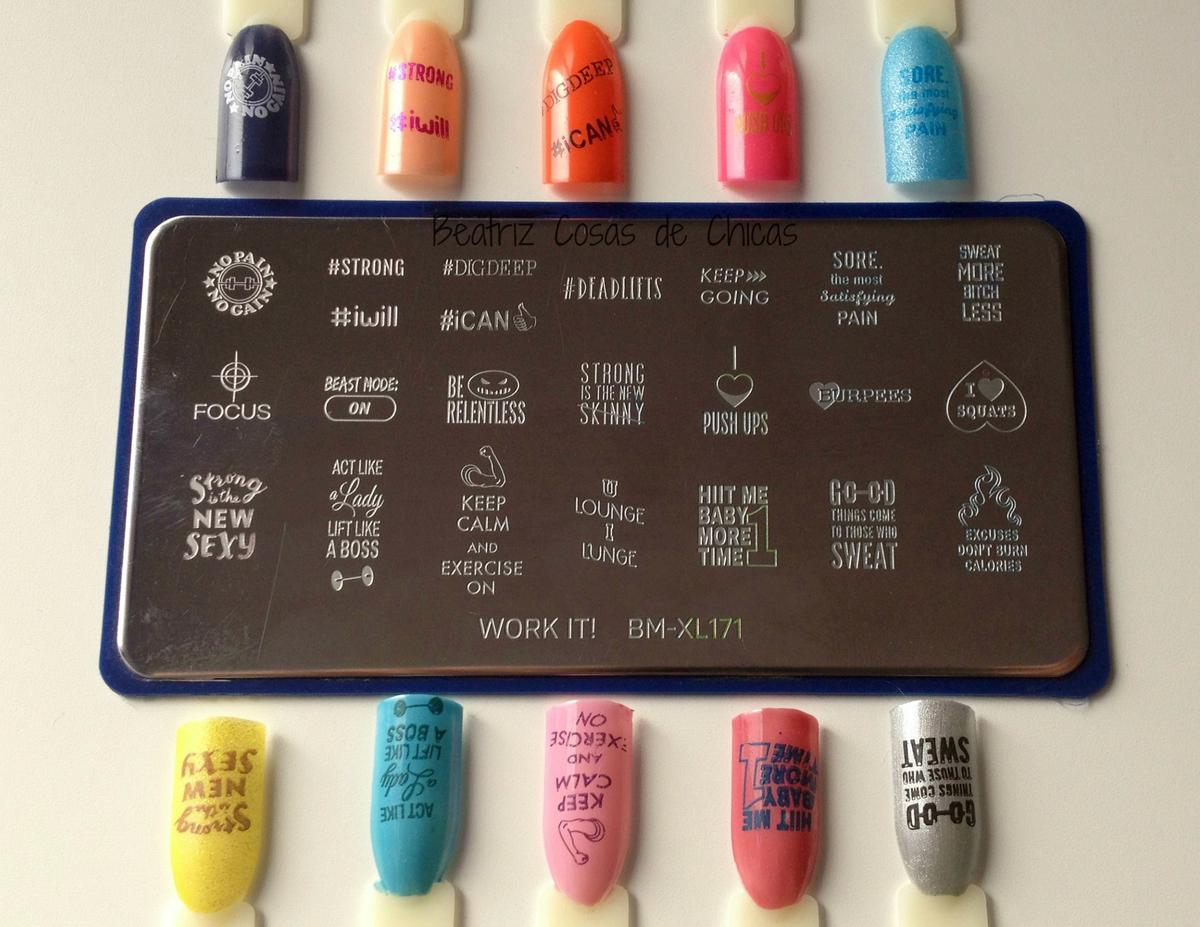 NO PAIN
NO GAIN
#STRONG
#iwill
#DIGDEEP
#iCAN
I
PUSH UPS
SORE.
the most
Satisfying
PAIN
Beatriz Cosas de Chicas
NO PAIN
NO GAIN
#STRONG
#iwill
#DIGDEEP
#iCAN
#DEADLIFTS
KEEP >>>
GOING
SORE.
the most
Satisfying
PAIN
SWEAT
MORE
BITCH
LESS
FOCUS
BEAST MODE:
ON
BE
RELENTLESS
STRONG
IS THE NEW
SKINNY
I
PUSH UPS
BURPEES
I
SQUATS
Strong
is the
NEW
SEXY
ACT LIKE
a Lady
LIFT LIKE
A BOSS
KEEP
CALM
AND
EXERCISE
ON
U
LOUNGE
I
LUNGE
HIIT ME
BABY
MORE 1
TIME
GO-OD
THINGS COME
TO THOSE WHO
SWEAT
EXCUSES
DON'T BURN
CALORIES
WORK IT! BM-XL171
Strong
is the
NEW
SEXY
ACT LIKE
a Lady
LIFT LIKE
A BOSS
KEEP
CALM
AND
EXERCISE
ON
HIIT ME
BABY
MORE 1
TIME
GO-OD
THINGS COME
TO THOSE WHO
SWEAT